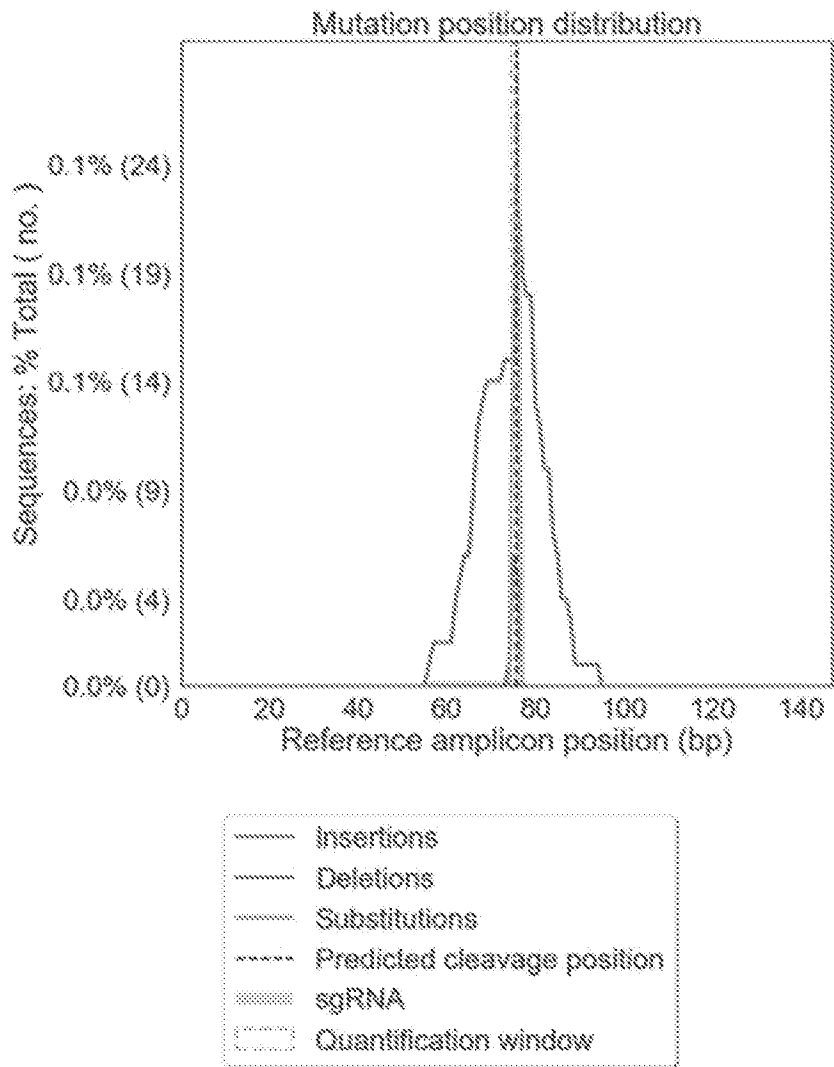 Mutation position distribution
Sequences: % Total ( no. )
0.1% (24)
0.1% (19)
0.1% (14)
0.0% (9)
0.0% (4)
0.0% (0)
0 20 40 60 80 100 120 140
Reference amplicon position (bp)
Insertions
Deletions
Substitutions
Predicted cleavage position
sgRNA
Quantification window